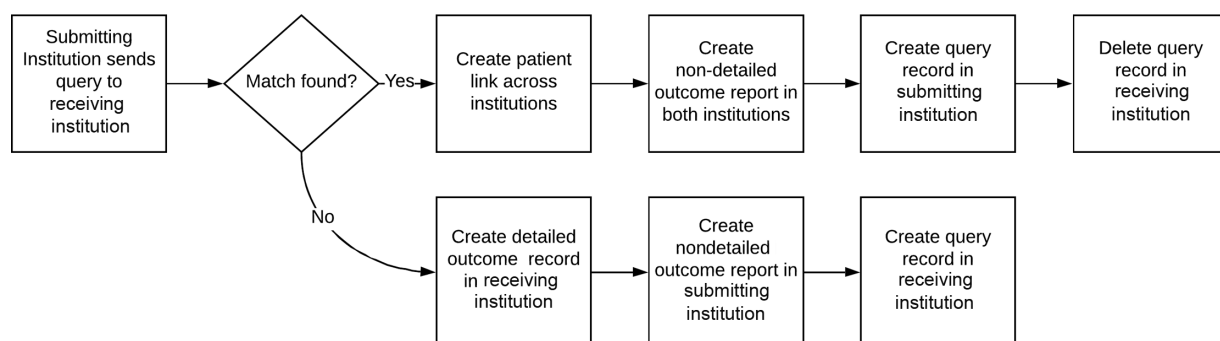 Submitting
Institution sends
query to
receiving
institution
Match found?
Yes
Create patient
link across
institutions
Create
non-detailed
outcome report in
both institutions
Create query
record in
submitting
institution
Delete query
record in
receiving
institution
No
Create detailed
outcome record
in receiving
institution
Create
nondetailed
outcome report in
submitting
institution
Create query
record in
receiving
institution